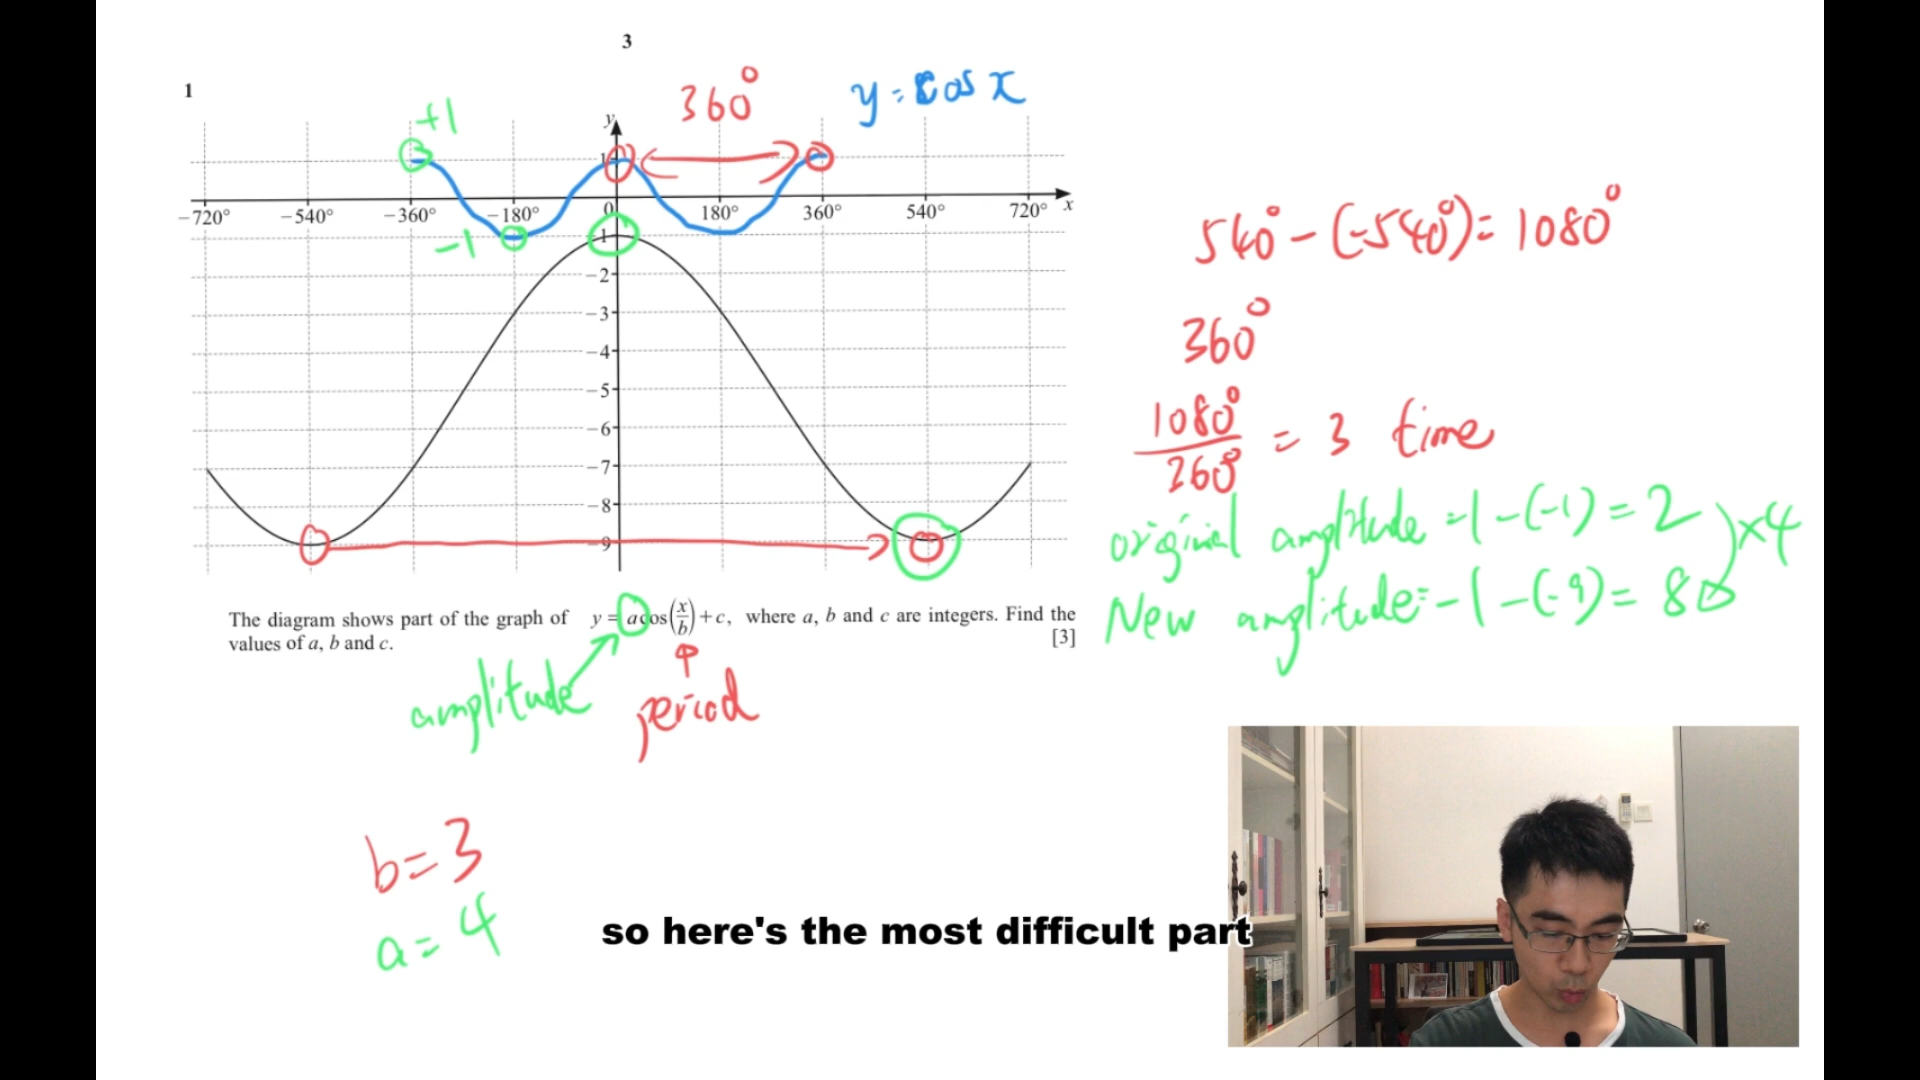 3
1
+1
360°
y = cos x
y
1
-720°
-540°
-360°
-180°
0
180°
360°
540°
720°
x
-1
-1
-2
-3
-4
-5
-6
-7
-8
-9
540° - (-540°) = 1080°
360°
1080°
360°
= 3 time
original amplitude = 1 - (-1) = 2
×4
New amplitude = -1 - (-9) = 8
The diagram shows part of the graph of y = a cos(x/b) + c, where a, b and c are integers. Find the
values of a, b and c. [3]
amplitude
period
b = 3
a = 4
so here's the most difficult part